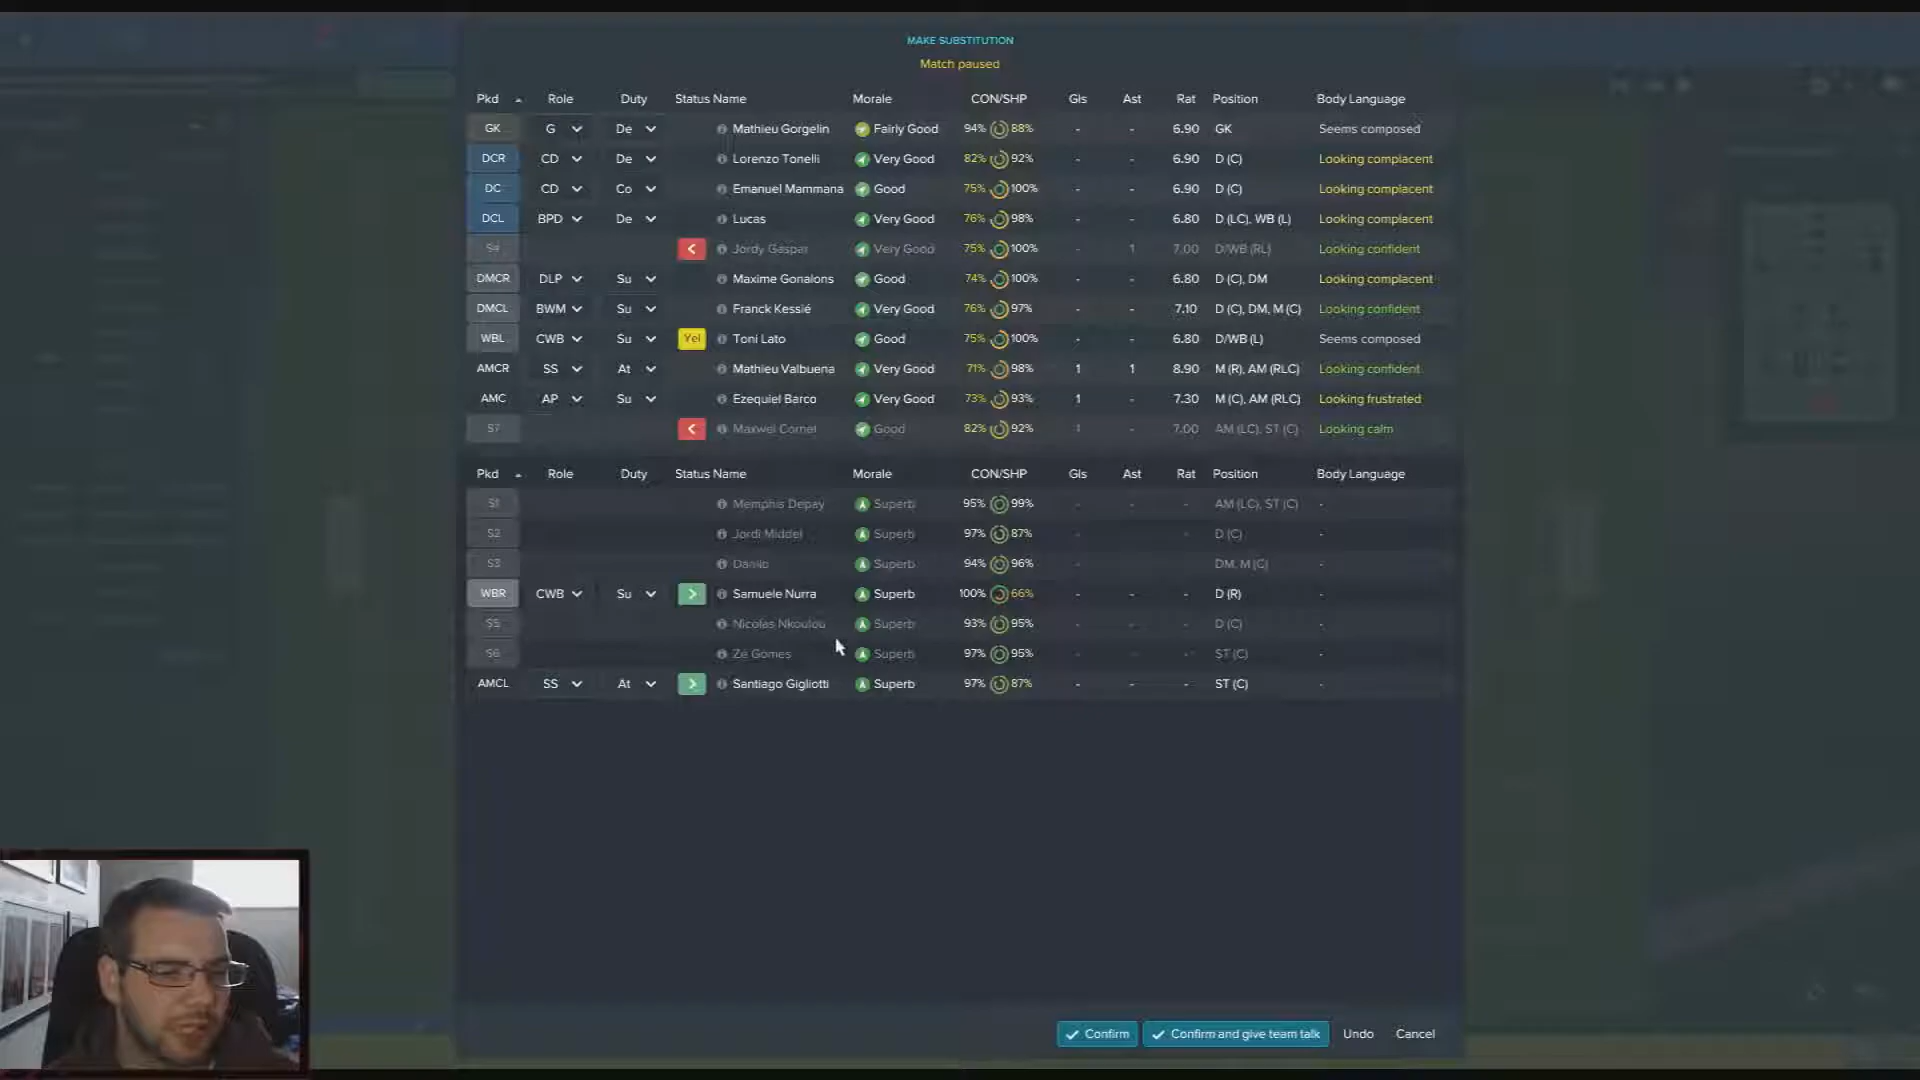 MAKE SUBSTITUTION
Match paused
Pkd Role Duty Status Name Morale CON/SHP Gls Ast Rat Position Body Language
GK G De Mathieu Gorgelin Fairly Good 94% 88% - - 6.90 GK Seems composed
DCR CD De Lorenzo Tonelli Very Good 82% 92% - - 6.90 D (C) Looking complacent
DC CD Co Emanuel Mammana Good 75% 100% - - 6.90 D (C) Looking complacent
DCL BPD De Lucas Very Good 76% 98% - - 6.80 D (LC), WB (L) Looking complacent
S4 < Jordy Gaspar Very Good 75% 100% - 1 7.00 D/WB (RL) Looking confident
DMCR DLP Su Maxime Gonalons Good 74% 100% - - 6.80 D (C), DM Looking complacent
DMCL BWM Su Franck Kessié Very Good 76% 97% - - 7.10 D (C), DM, M (C) Looking confident
WBL CWB Su Yel Toni Lato Good 75% 100% - - 6.80 D/WB (L) Seems composed
AMCR SS At Mathieu Valbuena Very Good 71% 98% 1 1 8.90 M (R), AM (RLC) Looking confident
AMC AP Su Ezequiel Barco Very Good 73% 93% 1 - 7.30 M (C), AM (RLC) Looking frustrated
S7 < Maxwel Cornet Good 82% 92% 1 - 7.00 AM (LC), ST (C) Looking calm
Pkd Role Duty Status Name Morale CON/SHP Gls Ast Rat Position Body Language
S1 Memphis Depay Superb 95% 99% - - - AM (LC), ST (C) -
S2 Jordi Middel Superb 97% 87% - - - D (C) -
S3 Danilo Superb 94% 96% - - - DM, M (C) -
WBR CWB Su > Samuele Nurra Superb 100% 66% - - - D (R) -
S5 Nicolas Nkoulou Superb 93% 95% - - - D (C) -
S6 Zé Gomes Superb 97% 95% - - - ST (C) -
AMCL SS At > Santiago Gigliotti Superb 97% 87% - - - ST (C) -
Confirm Confirm and give team talk Undo Cancel